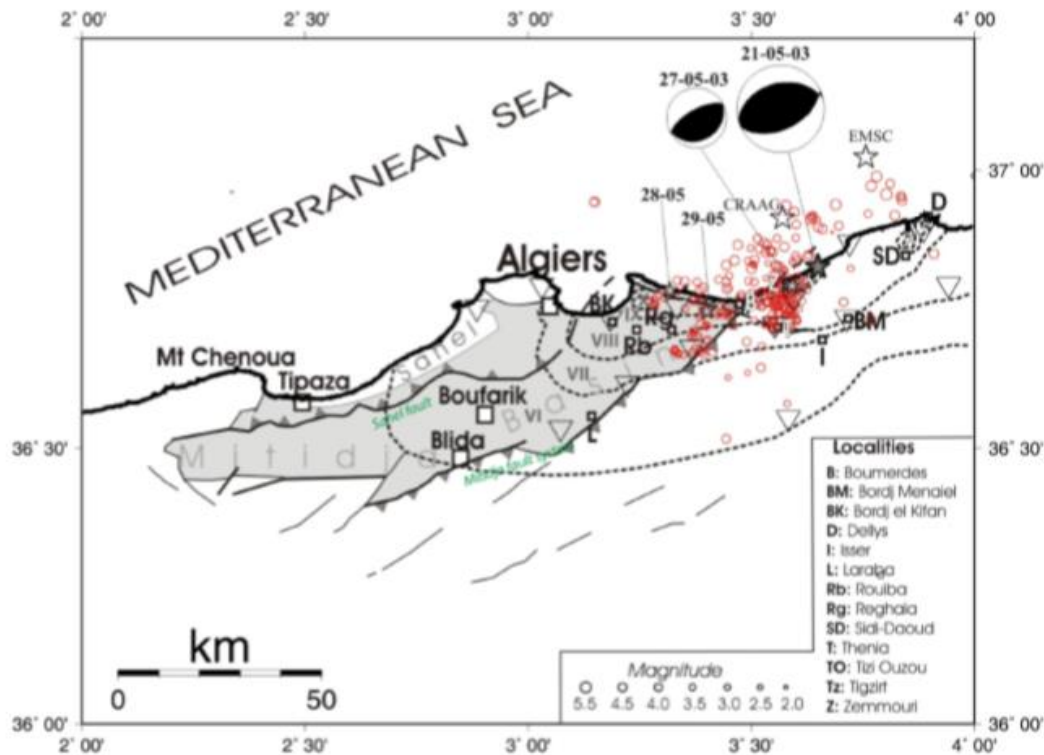 2° 00' 2° 30' 3° 00' 3° 30' 4° 00'
27-05-03
21-05-03
EMSC
MEDITERRANEAN SEA
37° 00'
28-05
29-05
CRAAG
D
SD
Algiers
BK
IX
Rg
VIII
Rb
BM
I
Mt Chenoua
Sahel
VII
Tipaza
Boufarik
Sahel fault
VI
Ba
L
Blida
Mitidja
36° 30'
36° 30'
Localities
B: Boumerdes
BM: Bordj Menaiel
BK: Bordj el Kifan
D: Dellys
I: Isser
L: Laraba
Rb: Rouiba
Rg: Reghaia
SD: Sidi-Daoud
T: Thenia
TO: Tizi Ouzou
Tz: Tigzirt
Z: Zemmouri
km
0 50
Magnitude
5.5 4.5 4.0 3.5 3.0 2.5 2.0
36° 00'
36° 00'
2° 00' 2° 30' 3° 00' 3° 30' 4° 00'